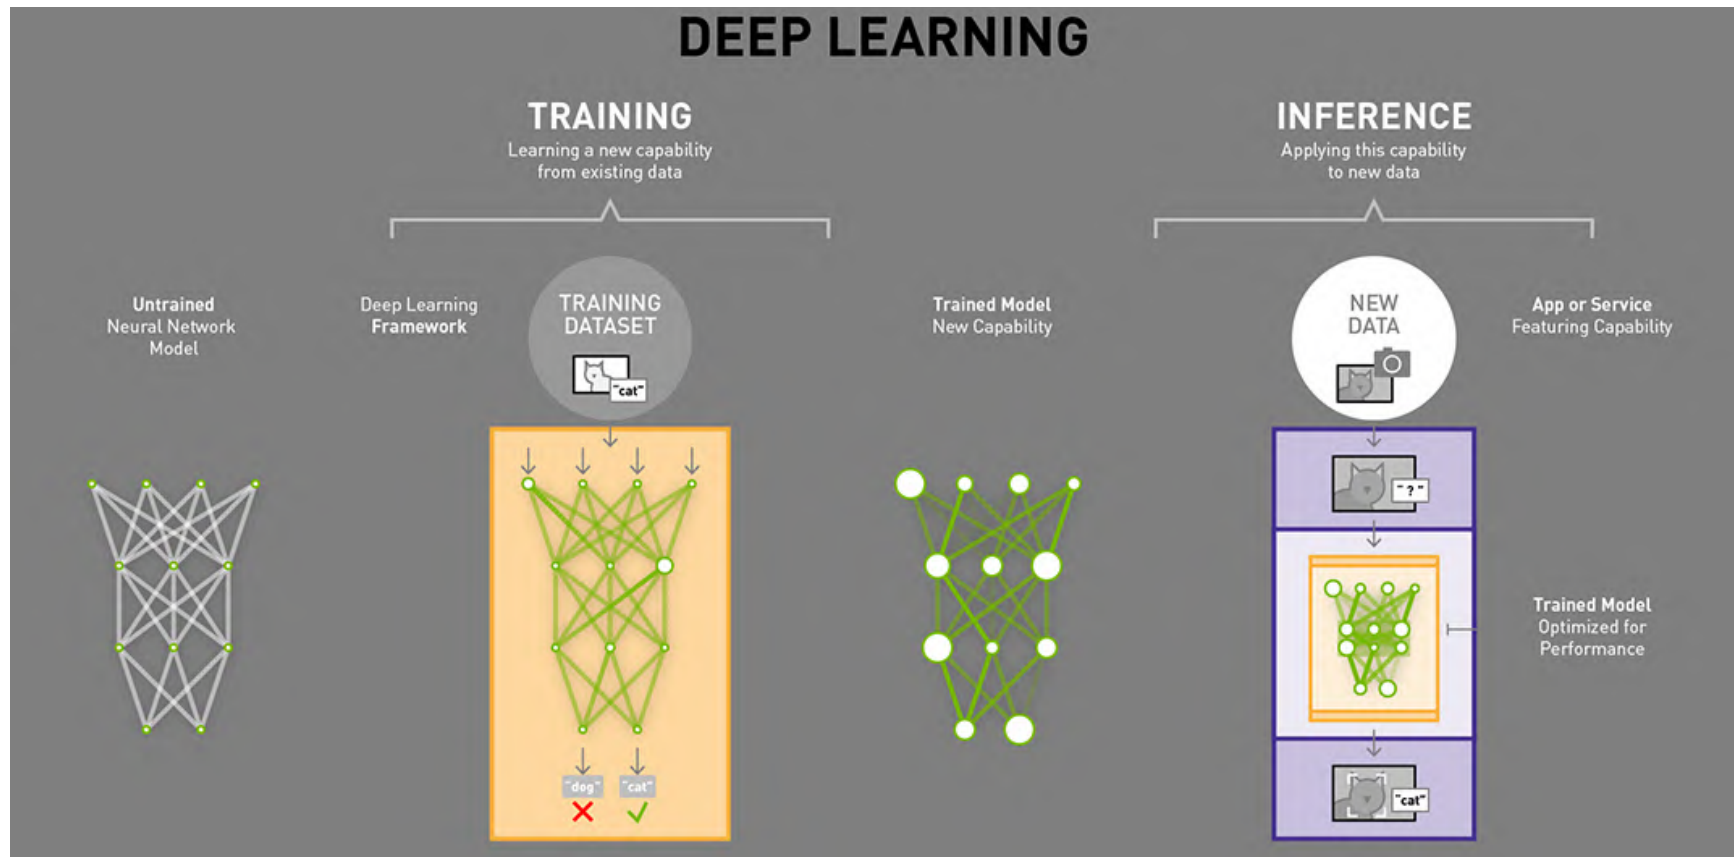 DEEP LEARNING
TRAINING
Learning a new capability
from existing data
INFERENCE
Applying this capability
to new data
Untrained
Neural Network
Model
Deep Learning
Framework
TRAINING
DATASET
"cat"
Trained Model
New Capability
NEW
DATA
App or Service
Featuring Capability
"?"
Trained Model
Optimized for
Performance
"dog"
"cat"
"cat"